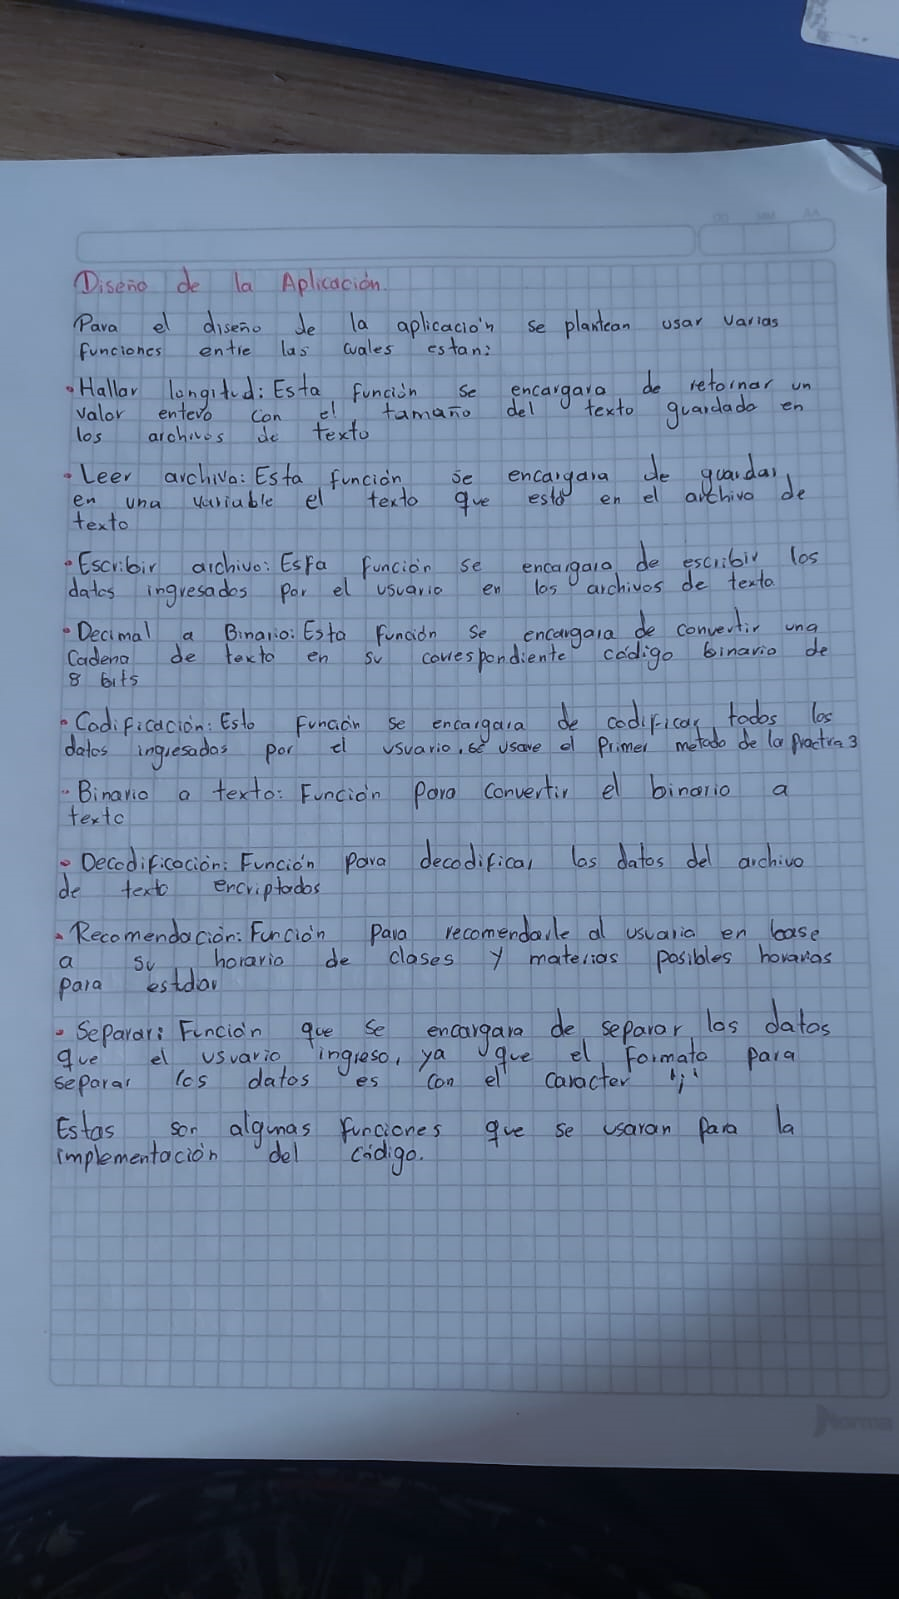 DD MM AA
Diseño de la Aplicación.
Para el diseño de la aplicación se plantean usar varias
funciones entre las cuales estan:
• Hallar longitud: Esta función se encargara de retornar un
valor entero con el tamaño del texto guardado en
los archivos de texto
• Leer archivo: Esta función se encargara de guardar
en una variable el texto que está en el archivo de
texto
• Escribir archivo: Esta función se encargara de escribir los
datos ingresados por el usuario en los archivos de texto
• Decimal a Binario: Esta función se encargara de convertir una
Cadena de texto en su correspondiente código binario de
8 bits
• Codificación: Esta función se encargara de codificar todos los
datos ingresados por el usuario, se usare el Primer metodo de la practica 3
• Binario a texto: Función para convertir el binario a
texto
• Decodificación: Función para decodificar los datos del archivo
de texto encriptados
• Recomendación: Función para recomendarle al usuario en base
a su horario de clases y materias posibles horarios
para estdar
• Separar: Función que se encargara de separar los datos
que el usuario ingreso, ya que el formato para
separar los datos es con el caracter ";"
Estas son algunas funciones que se usaran para la
implementación del código.
Norma